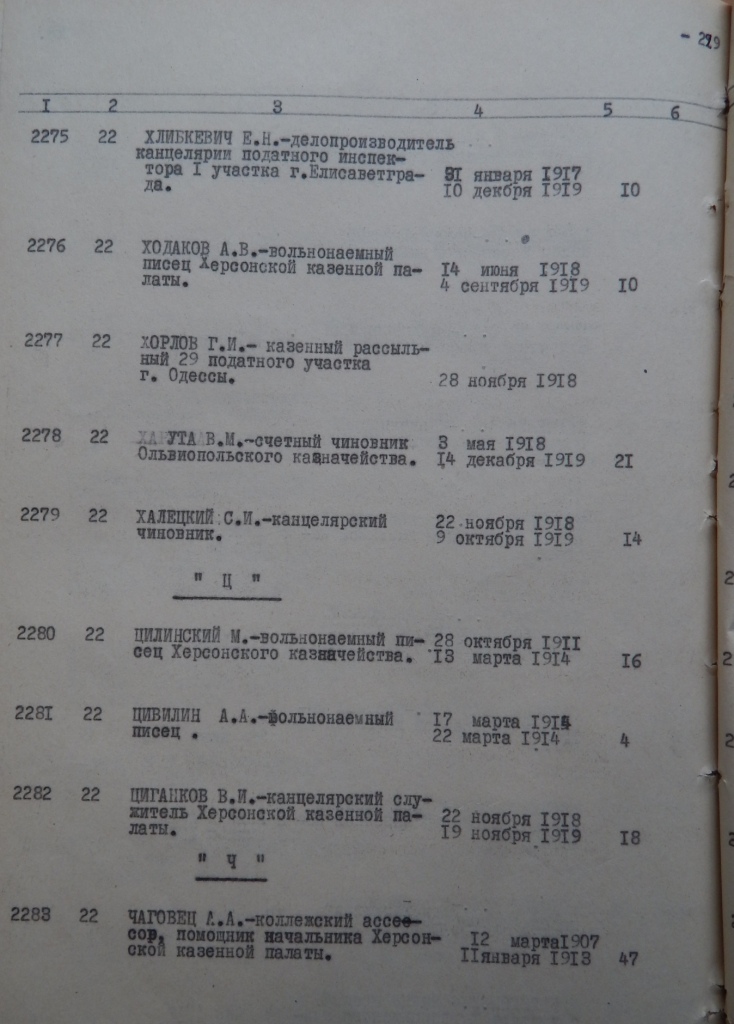 - 219
I 2 3 4 5 6
2275 22 ХЛИБКЕВИЧ Е.Н.-делопроизводитель
канцелярии податного инспек-
тора I участка г.Елисаветгра- 31 января 1917
да. 10 декбря 1919 10
2276 22 ХОДАКОВ А.В.-вольнонаемный
писец Херсонской казенной па- 14 июня 1918
латы. 4 сентября 1919 10
2277 22 ХОРЛОВ Г.И.- казенный рассыль-
ный 29 податного участка
г. Одессы. 28 ноября 1918
2278 22 ХАРУТА В.М.-счетный чиновник 3 мая 1918
Ольвиопольского казначейства. 14 декабря 1919 21
2279 22 ХАЛЕЦКИЙ С.И.-канцелярский 22 ноября 1918
чиновник. 9 октября 1919 14
" Ц "
2280 22 ЦИЛИНСКИЙ М.-вольнонаемный пи- 28 октября 1911
сец Херсонского казначейства. 13 марта 1914 16
2281 22 ЦИВИЛИН А.А.-вольнонаемный 17 марта 1914
писец . 22 марта 1914 4
2282 22 ЦИГАНКОВ В.И.-канцелярский слу-
житель Херсонской казенной па- 22 ноября 1918
латы. 19 ноября 1919 18
" Ч "
2283 22 ЧАГОВЕЦ А.А.-коллежский ассе-
сор, помощник начальника Херсон- 12 марта1907
ской казенной палаты. 11января 1913 47